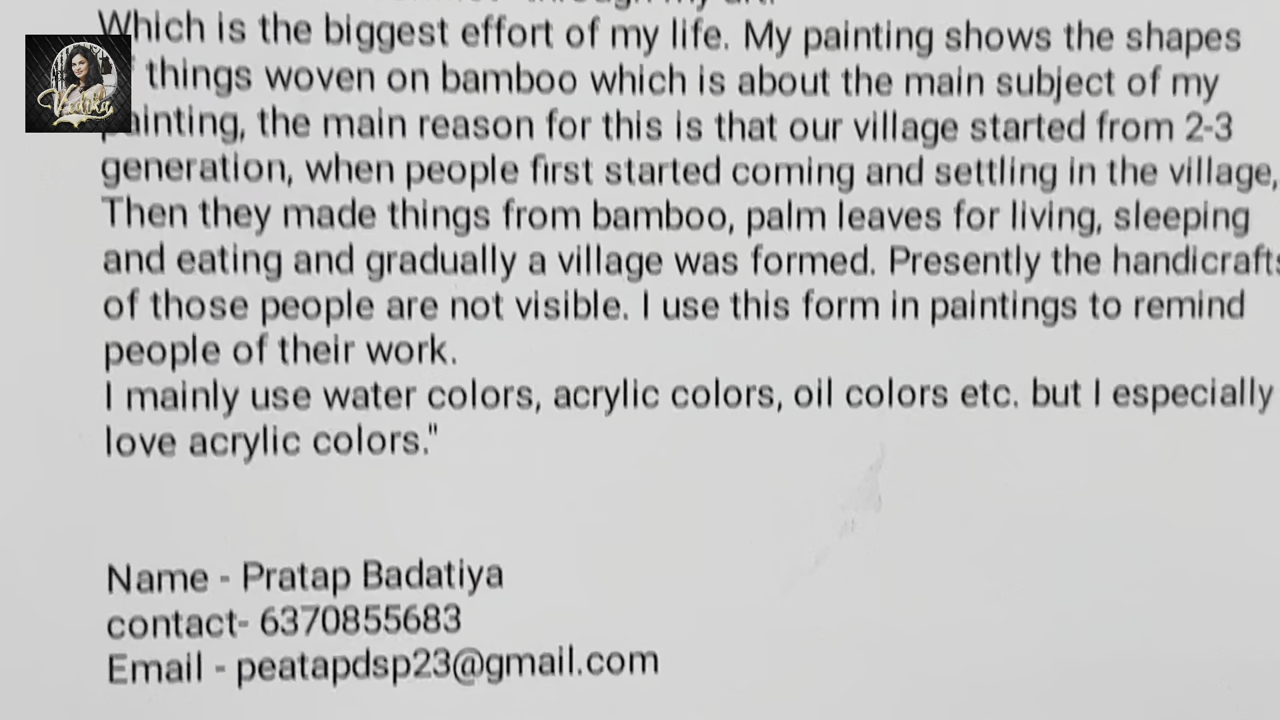 through my art.
Which is the biggest effort of my life. My painting shows the shapes
things woven on bamboo which is about the main subject of my
painting, the main reason for this is that our village started from 2-3
generation, when people first started coming and settling in the village,
Then they made things from bamboo, palm leaves for living, sleeping
and eating and gradually a village was formed. Presently the handicrafts
of those people are not visible. I use this form in paintings to remind
people of their work.
I mainly use water colors, acrylic colors, oil colors etc. but I especially
love acrylic colors."
Name - Pratap Badatiya
contact- 6370855683
Email - peatapdsp23@gmail.com
Vedika